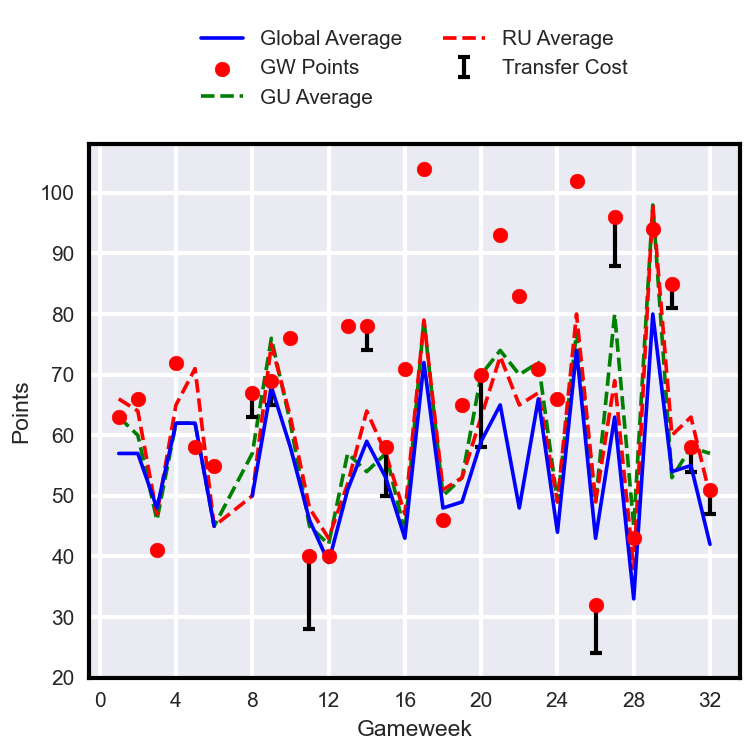 Global Average
GW Points
GU Average
RU Average
Transfer Cost
100
90
80
70
60
50
40
30
20
Points
0 4 8 12 16 20 24 28 32
Gameweek